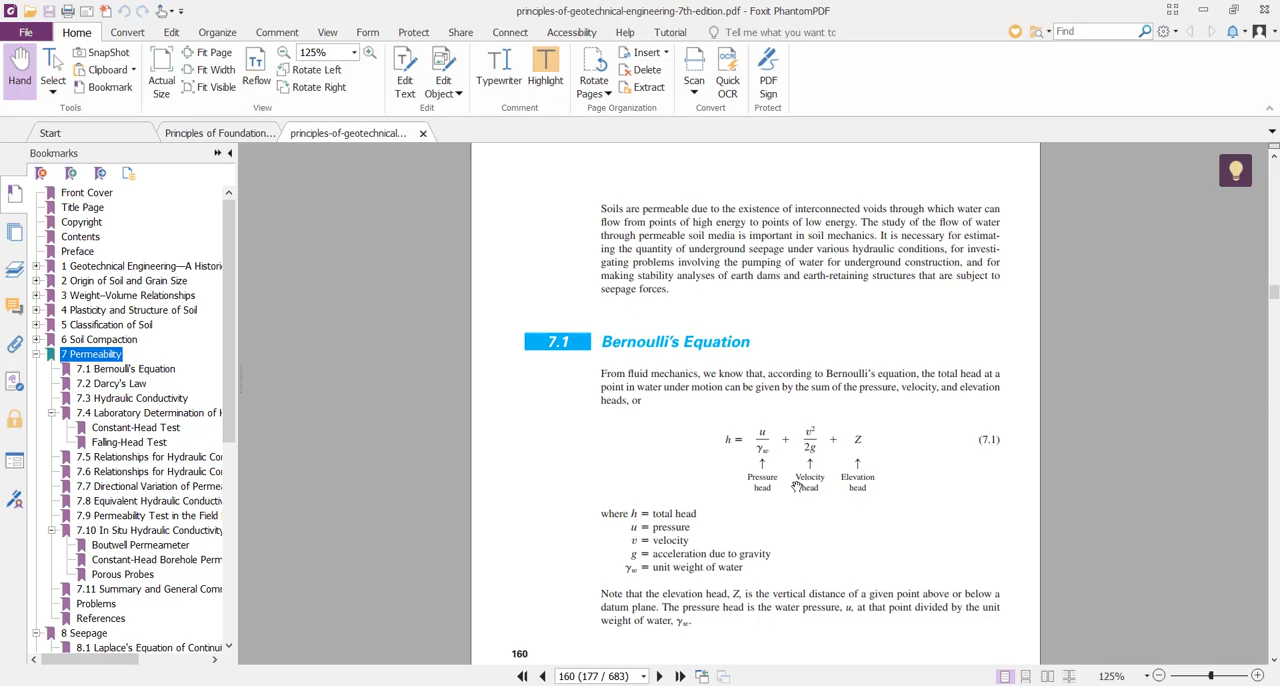 principles-of-geotechnical-engineering-7th-edition.pdf - Foxit PhantomPDF
File Home Convert Edit Organize Comment View Form Protect Share Connect Accessibility Help Tutorial Tell me what you want to Find
Hand
Select
SnapShot
Clipboard
Bookmark
Tools
Actual Size
Fit Page
Fit Width
Fit Visible
Reflow
125%
Rotate Left
Rotate Right
View
Edit Text
Edit Object
Edit
Typewriter
Highlight
Comment
Rotate Pages
Insert
Delete
Extract
Page Organization
Scan
Quick OCR
Convert
PDF Sign
Protect
Start
Principles of Foundation...
principles-of-geotechnical...
Bookmarks
Front Cover
Title Page
Copyright
Contents
Preface
1 Geotechnical Engineering—A Histori
2 Origin of Soil and Grain Size
3 Weight–Volume Relationships
4 Plasticity and Structure of Soil
5 Classification of Soil
6 Soil Compaction
7 Permeability
7.1 Bernoulli's Equation
7.2 Darcy's Law
7.3 Hydraulic Conductivity
7.4 Laboratory Determination of H
Constant-Head Test
Falling-Head Test
7.5 Relationships for Hydraulic Co
7.6 Relationships for Hydraulic Co
7.7 Directional Variation of Perme
7.8 Equivalent Hydraulic Conducti
7.9 Permeability Test in the Field
7.10 In Situ Hydraulic Conductivity
Boutwell Permeameter
Constant-Head Borehole Perm
Porous Probes
7.11 Summary and General Comm
Problems
References
8 Seepage
8.1 Laplace's Equation of Continui
Soils are permeable due to the existence of interconnected voids through which water can
flow from points of high energy to points of low energy. The study of the flow of water
through permeable soil media is important in soil mechanics. It is necessary for estimat-
ing the quantity of underground seepage under various hydraulic conditions, for investi-
gating problems involving the pumping of water for underground construction, and for
making stability analyses of earth dams and earth-retaining structures that are subject to
seepage forces.
7.1 Bernoulli's Equation
From fluid mechanics, we know that, according to Bernoulli's equation, the total head at a
point in water under motion can be given by the sum of the pressure, velocity, and elevation
heads, or
h = u/γw + v²/2g + Z (7.1)
↑ ↑ ↑
Pressure Velocity Elevation
head head head
where h = total head
u = pressure
v = velocity
g = acceleration due to gravity
γw = unit weight of water
Note that the elevation head, Z, is the vertical distance of a given point above or below a
datum plane. The pressure head is the water pressure, u, at that point divided by the unit
weight of water, γw.
160
160 (177 / 683)
125%